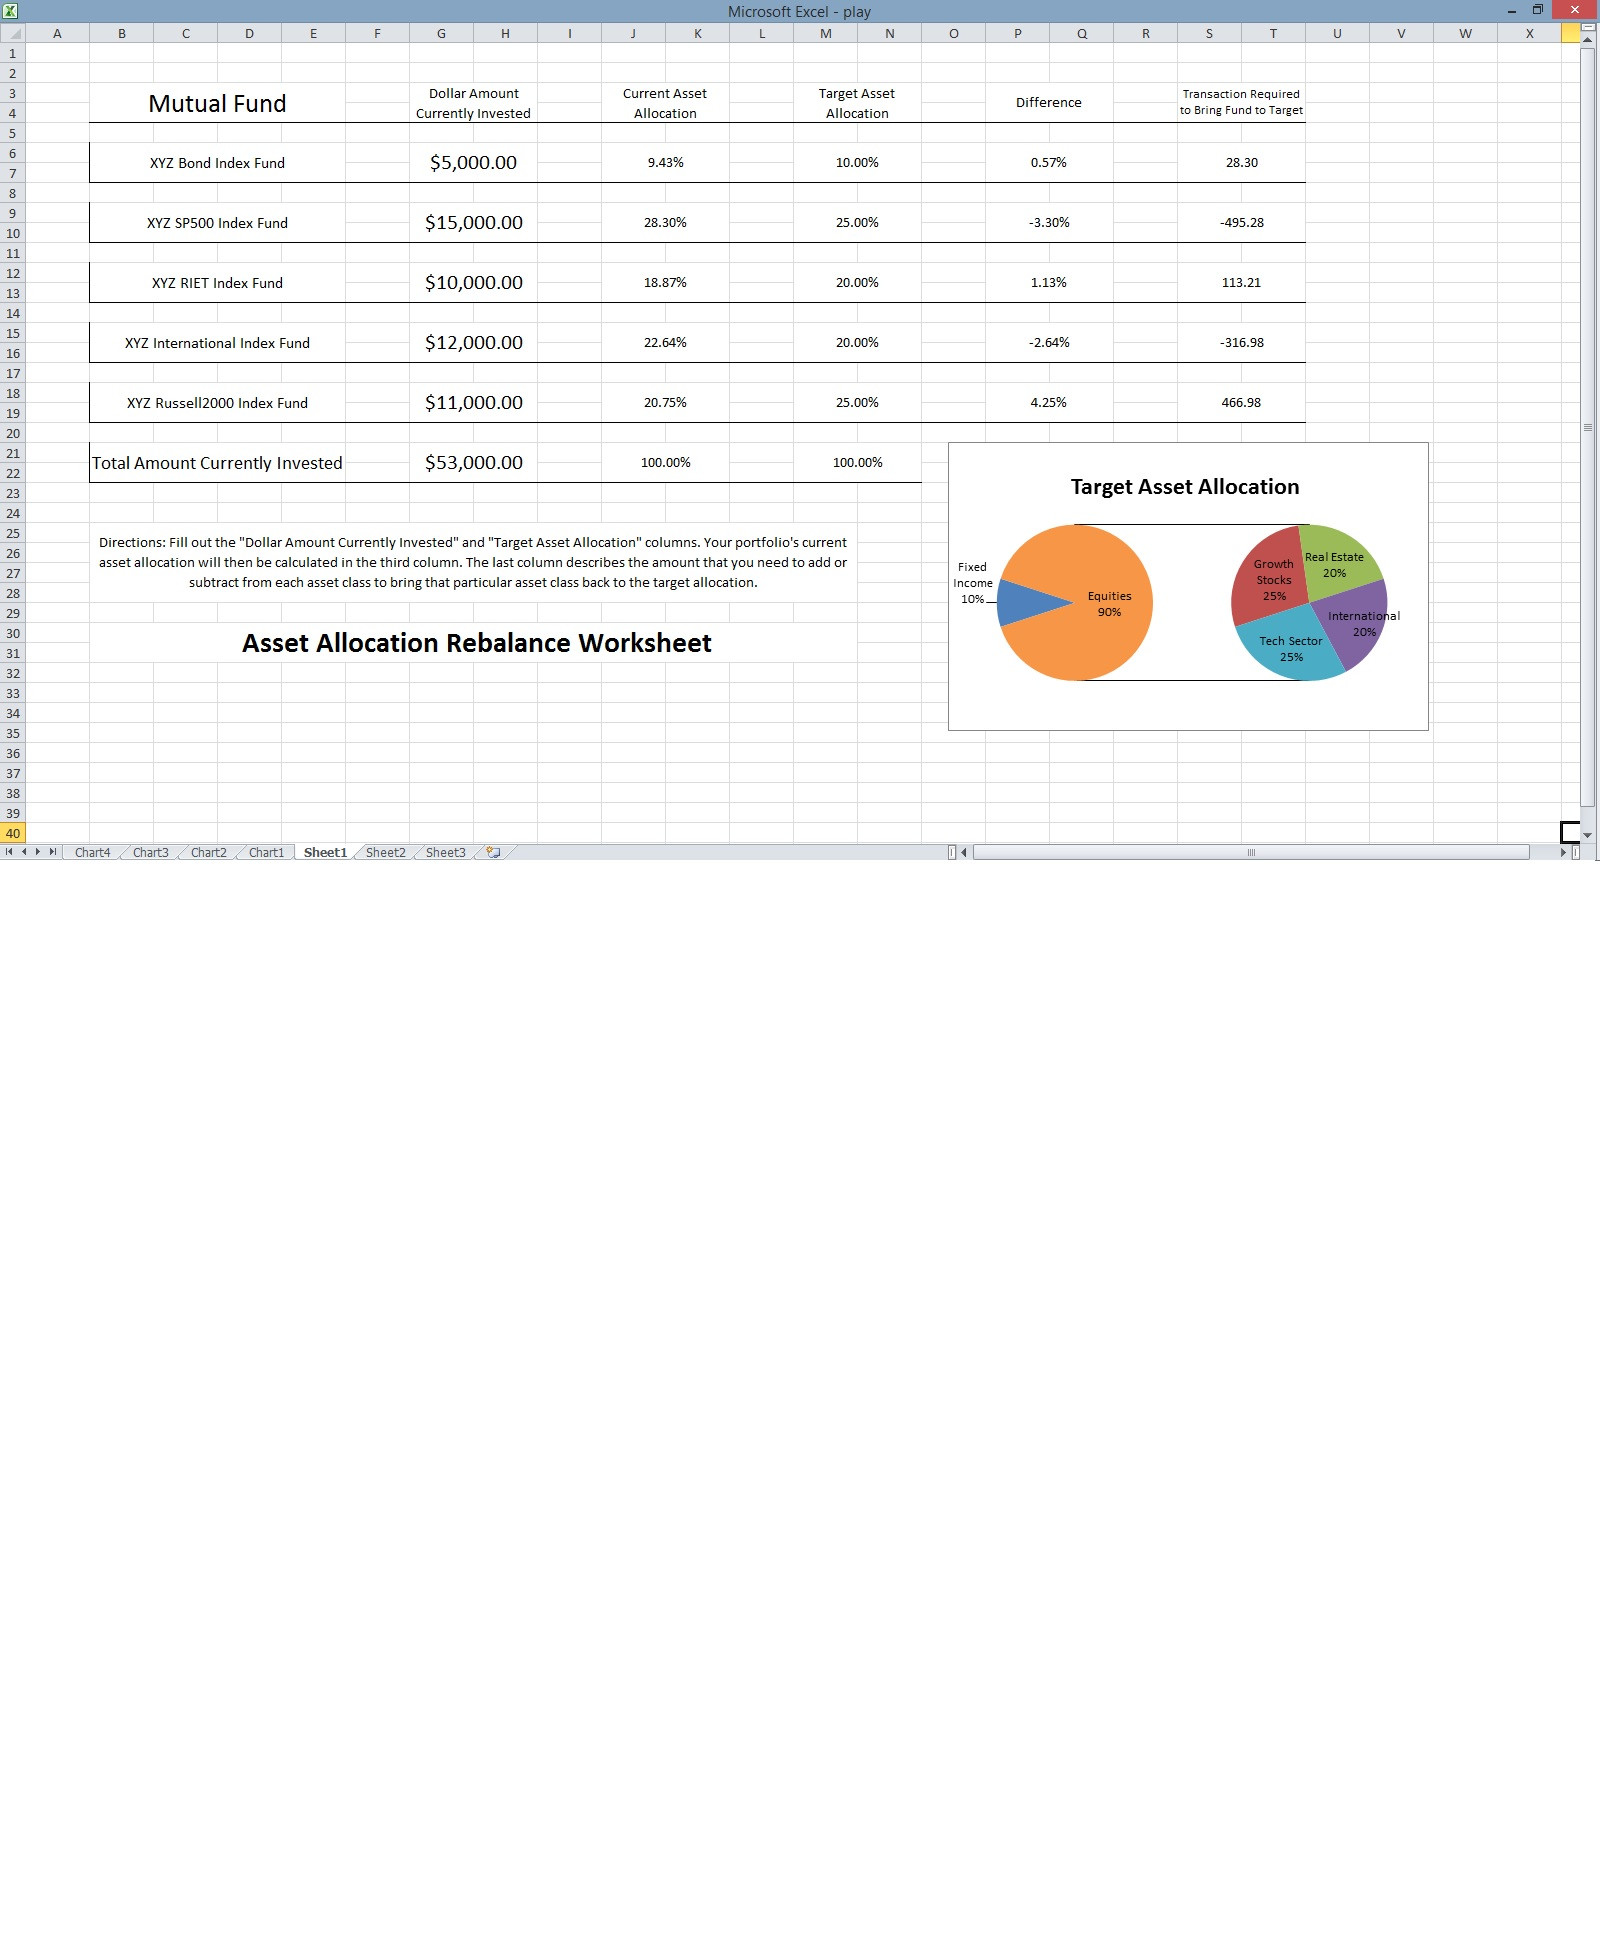 Microsoft Excel - play
A B C D E F G H I J K L M N O P Q R S T U V W X
1
2
3
4
5
6
7
8
9
10
11
12
13
14
15
16
17
18
19
20
21
22
23
24
25
26
27
28
29
30
31
32
33
34
35
36
37
38
39
40
Mutual Fund
Dollar Amount
Currently Invested
Current Asset
Allocation
Target Asset
Allocation
Difference
Transaction Required
to Bring Fund to Target
XYZ Bond Index Fund $5,000.00 9.43% 10.00% 0.57% 28.30
XYZ SP500 Index Fund $15,000.00 28.30% 25.00% -3.30% -495.28
XYZ RIET Index Fund $10,000.00 18.87% 20.00% 1.13% 113.21
XYZ International Index Fund $12,000.00 22.64% 20.00% -2.64% -316.98
XYZ Russell2000 Index Fund $11,000.00 20.75% 25.00% 4.25% 466.98
Total Amount Currently Invested $53,000.00 100.00% 100.00%
Directions: Fill out the "Dollar Amount Currently Invested" and "Target Asset Allocation" columns. Your portfolio's current
asset allocation will then be calculated in the third column. The last column describes the amount that you need to add or
subtract from each asset class to bring that particular asset class back to the target allocation.
Asset Allocation Rebalance Worksheet
Target Asset Allocation
Fixed
Income
10%
Equities
90%
Growth
Stocks
25%
Real Estate
20%
International
20%
Tech Sector
25%
Chart4 Chart3 Chart2 Chart1 Sheet1 Sheet2 Sheet3